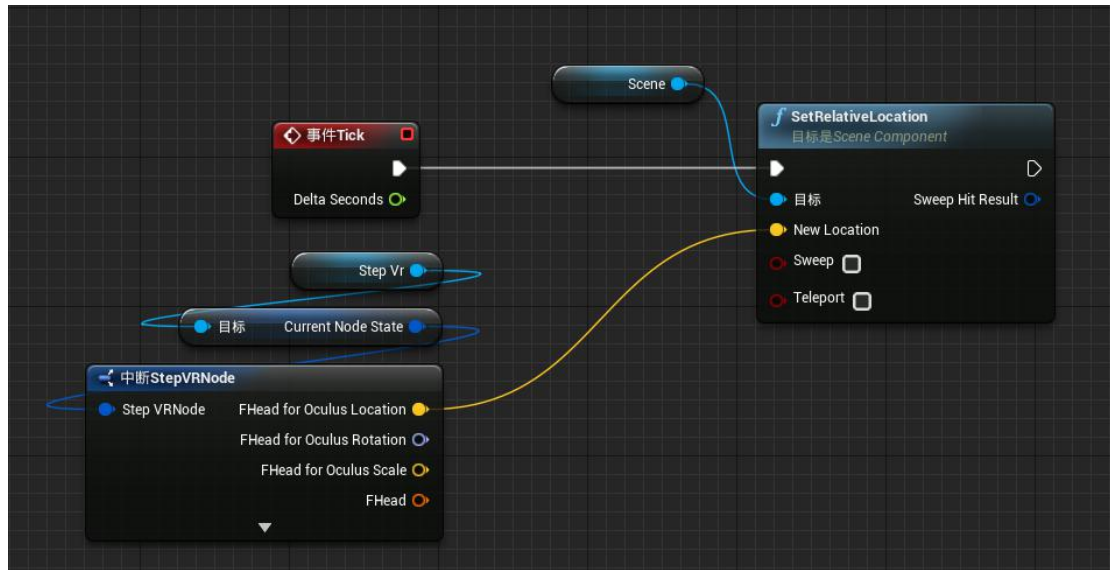 Scene
SetRelativeLocation
目标是Scene Component
事件Tick
Delta Seconds
目标
Sweep Hit Result
New Location
Sweep
Teleport
Step Vr
目标
Current Node State
中断StepVRNode
Step VRNode
FHead for Oculus Location
FHead for Oculus Rotation
FHead for Oculus Scale
FHead